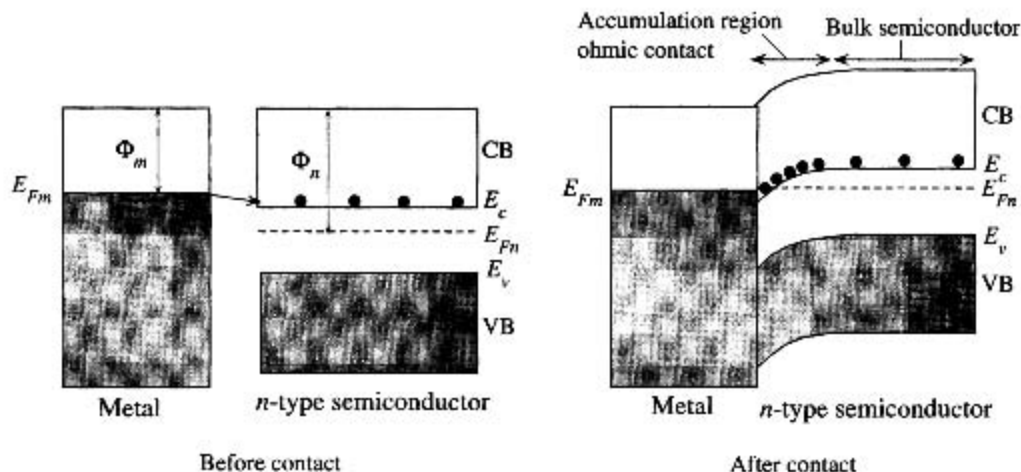 Accumulation region
ohmic contact
Bulk semiconductor
Φm
EFm
Φn
CB
Ec
EFn
Ev
VB
Metal
n-type semiconductor
Before contact
EFm
CB
Ec
EFn
Ev
VB
Metal
n-type semiconductor
After contact